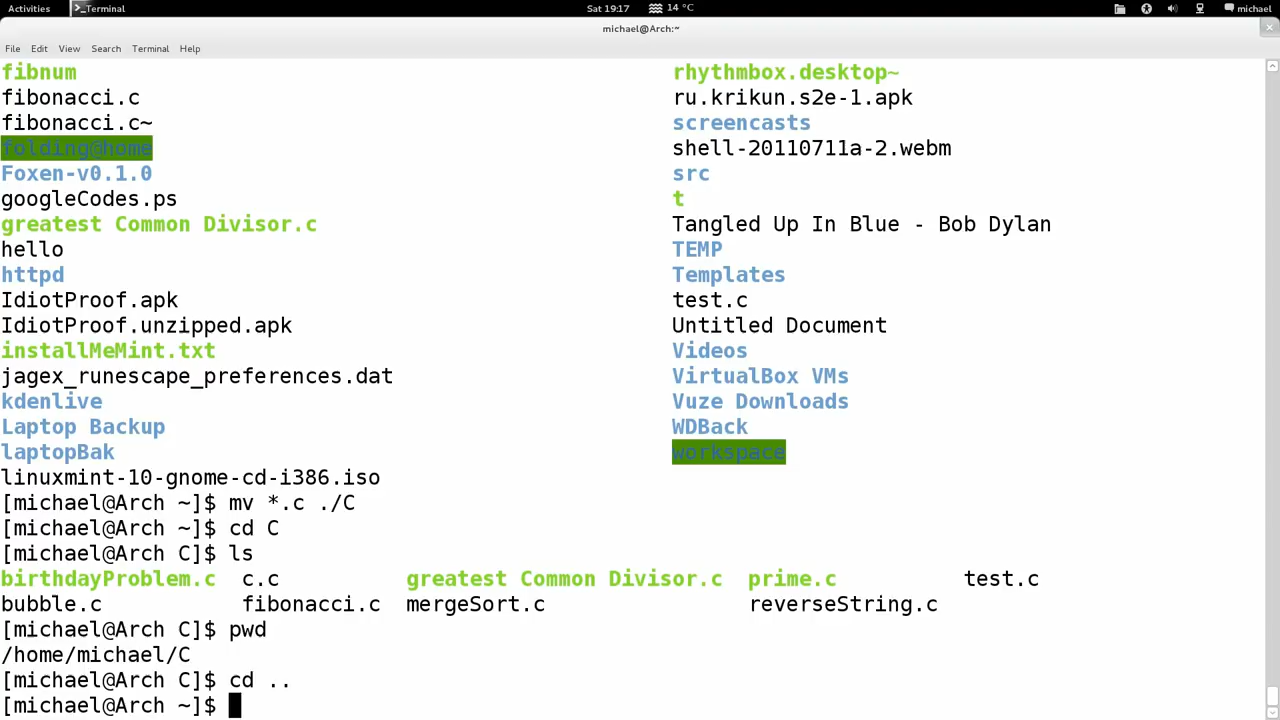 Activities Terminal Sat 19:17 14 °C michael
michael@Arch:~
File Edit View Search Terminal Help
fibnum rhythmbox.desktop~
fibonacci.c ru.krikun.s2e-1.apk
fibonacci.c~ screencasts
folding@home shell-20110711a-2.webm
Foxen-v0.1.0 src
googleCodes.ps t
greatest Common Divisor.c Tangled Up In Blue - Bob Dylan
hello TEMP
httpd Templates
IdiotProof.apk test.c
IdiotProof.unzipped.apk Untitled Document
installMeMint.txt Videos
jagex_runescape_preferences.dat VirtualBox VMs
kdenlive Vuze Downloads
Laptop Backup WDBack
laptopBak workspace
linuxmint-10-gnome-cd-i386.iso
[michael@Arch ~]$ mv *.c ./C
[michael@Arch ~]$ cd C
[michael@Arch C]$ ls
birthdayProblem.c c.c greatest Common Divisor.c prime.c test.c
bubble.c fibonacci.c mergeSort.c reverseString.c
[michael@Arch C]$ pwd
/home/michael/C
[michael@Arch C]$ cd ..
[michael@Arch ~]$